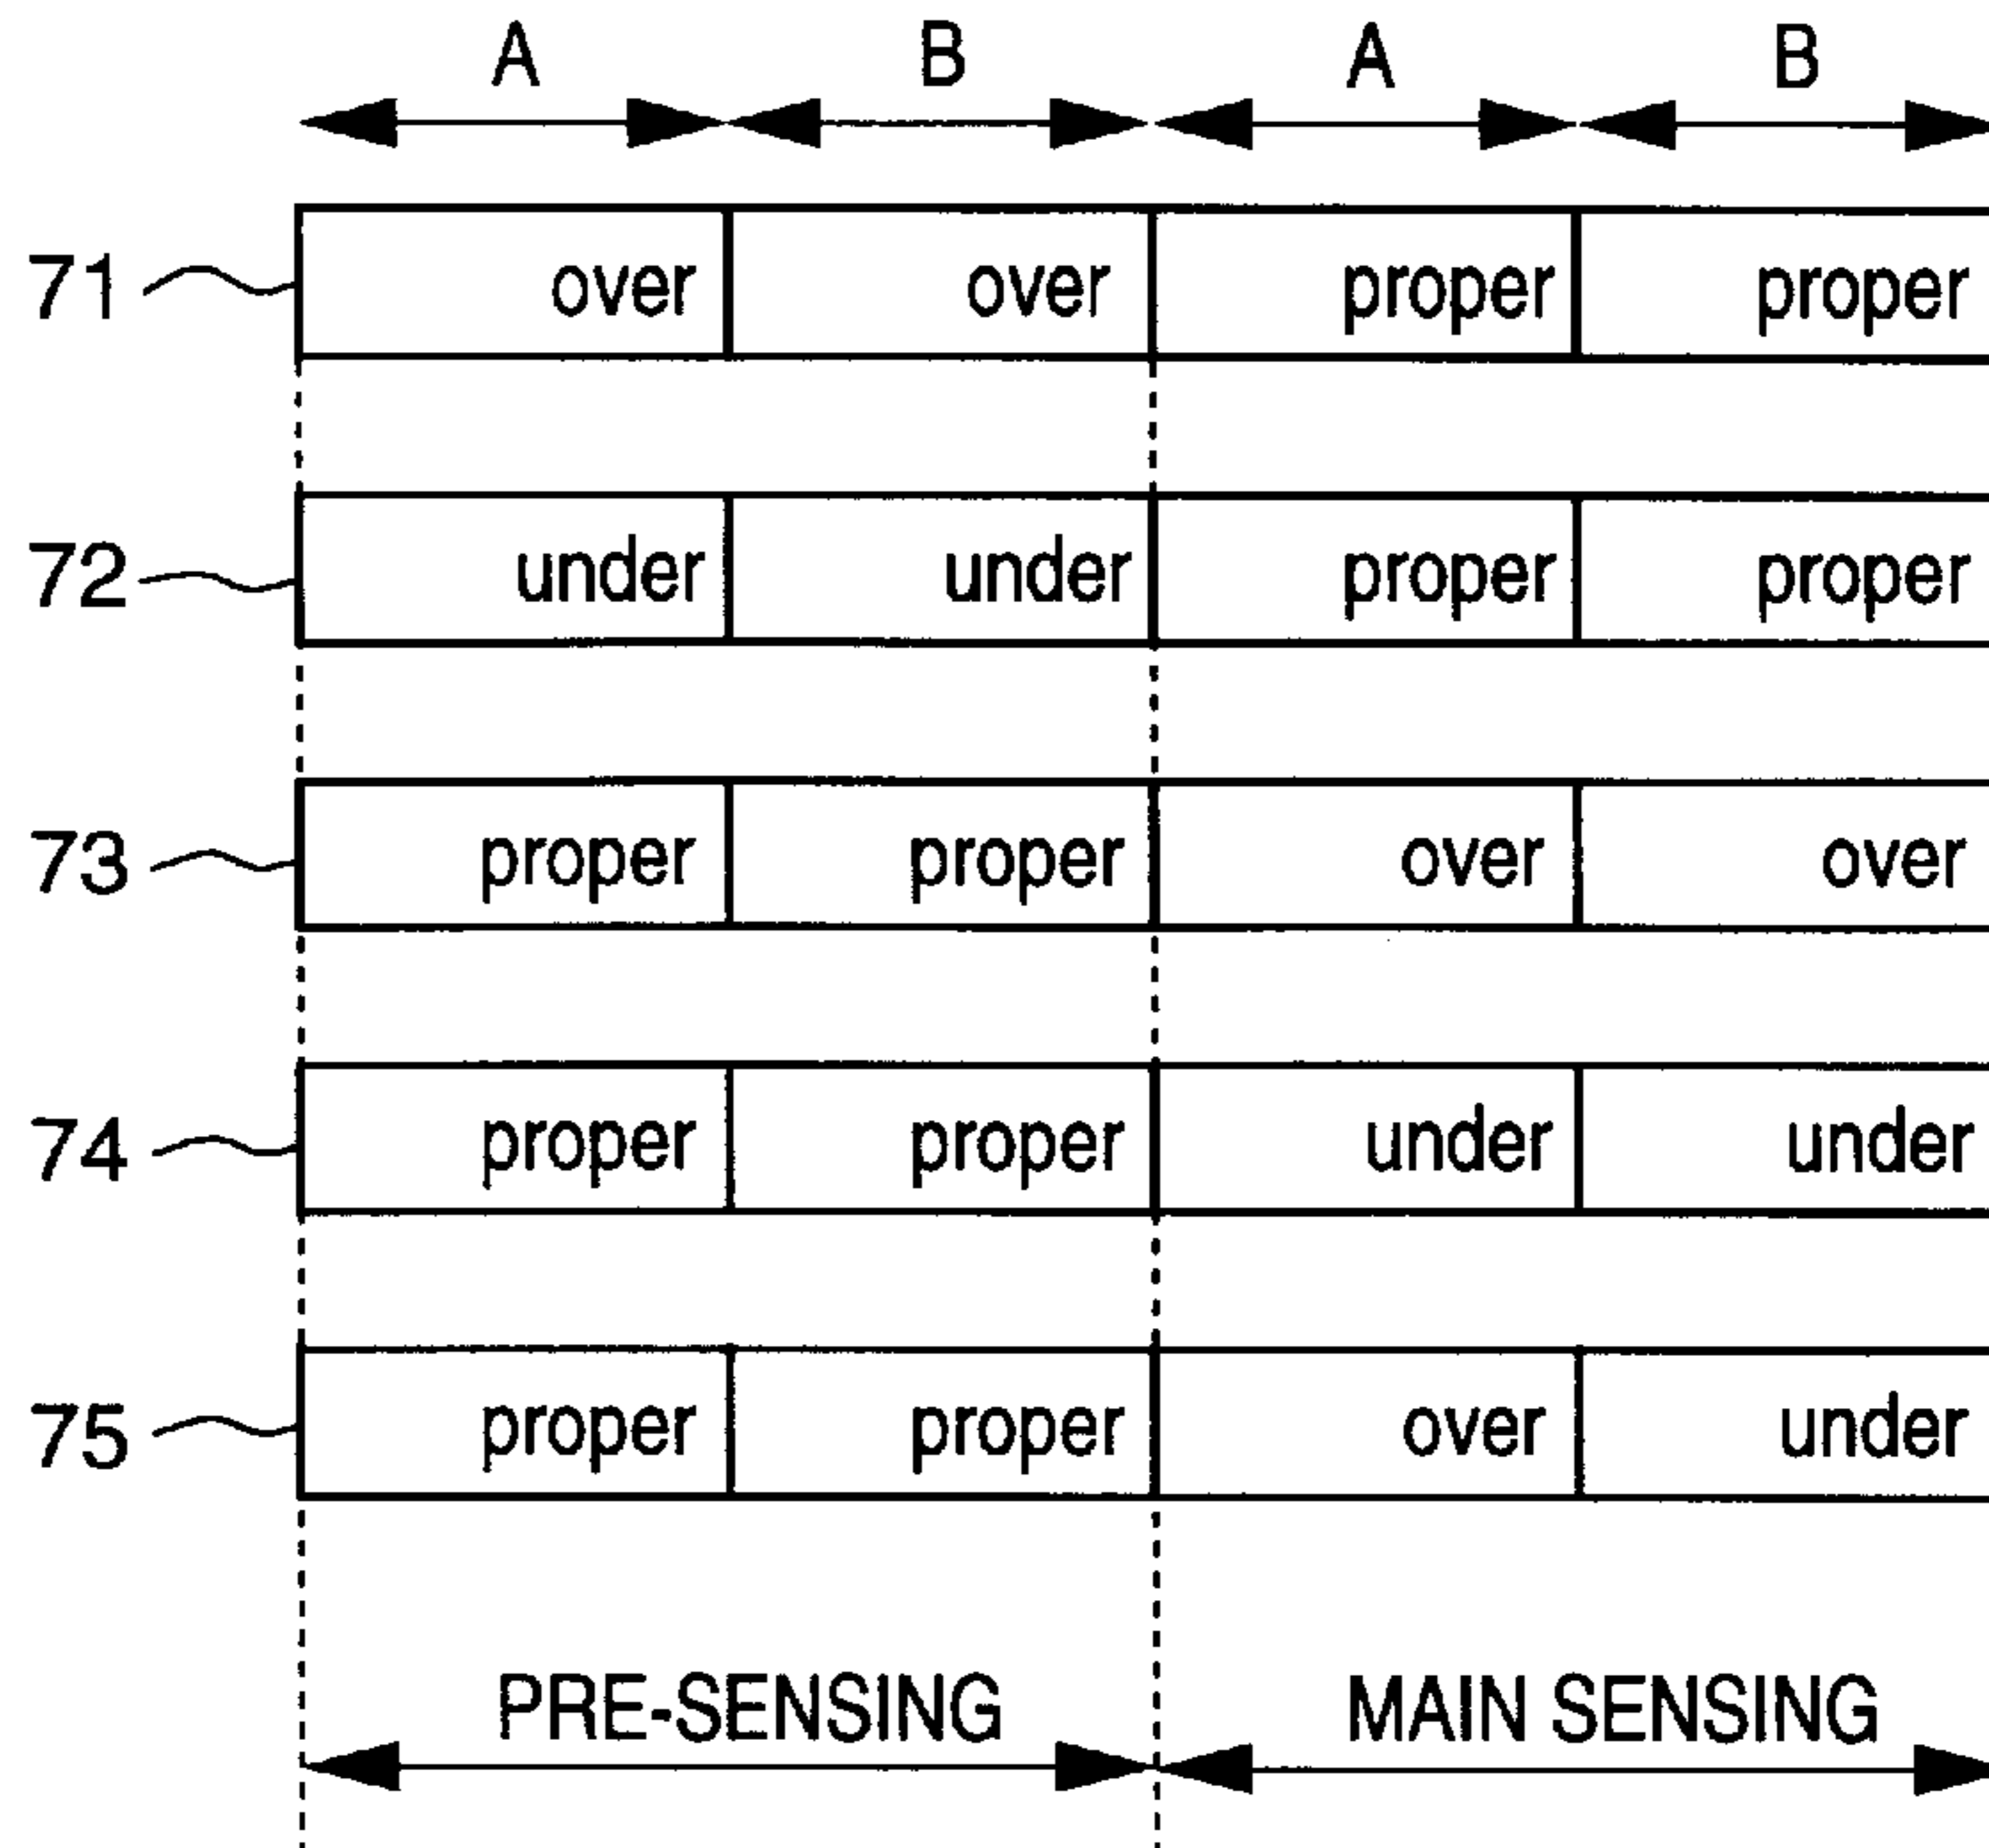 A B A B
71 over over proper proper
72 under under proper proper
73 proper proper over over
74 proper proper under under
75 proper proper over under
PRE-SENSING MAIN SENSING